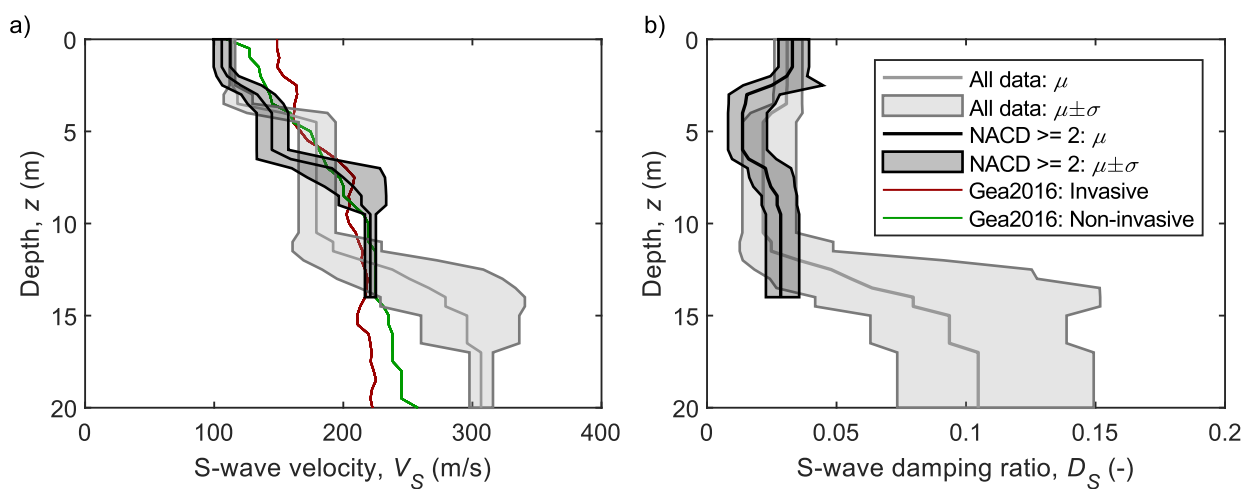 a)
0
5
10
15
20
Depth, z (m)
0
100
200
300
400
S-wave velocity, V_S (m/s)
b)
0
5
10
15
20
Depth, z (m)
0
0.05
0.1
0.15
0.2
S-wave damping ratio, D_S (-)
All data: μ
All data: μ±σ
NACD >= 2: μ
NACD >= 2: μ±σ
Gea2016: Invasive
Gea2016: Non-invasive